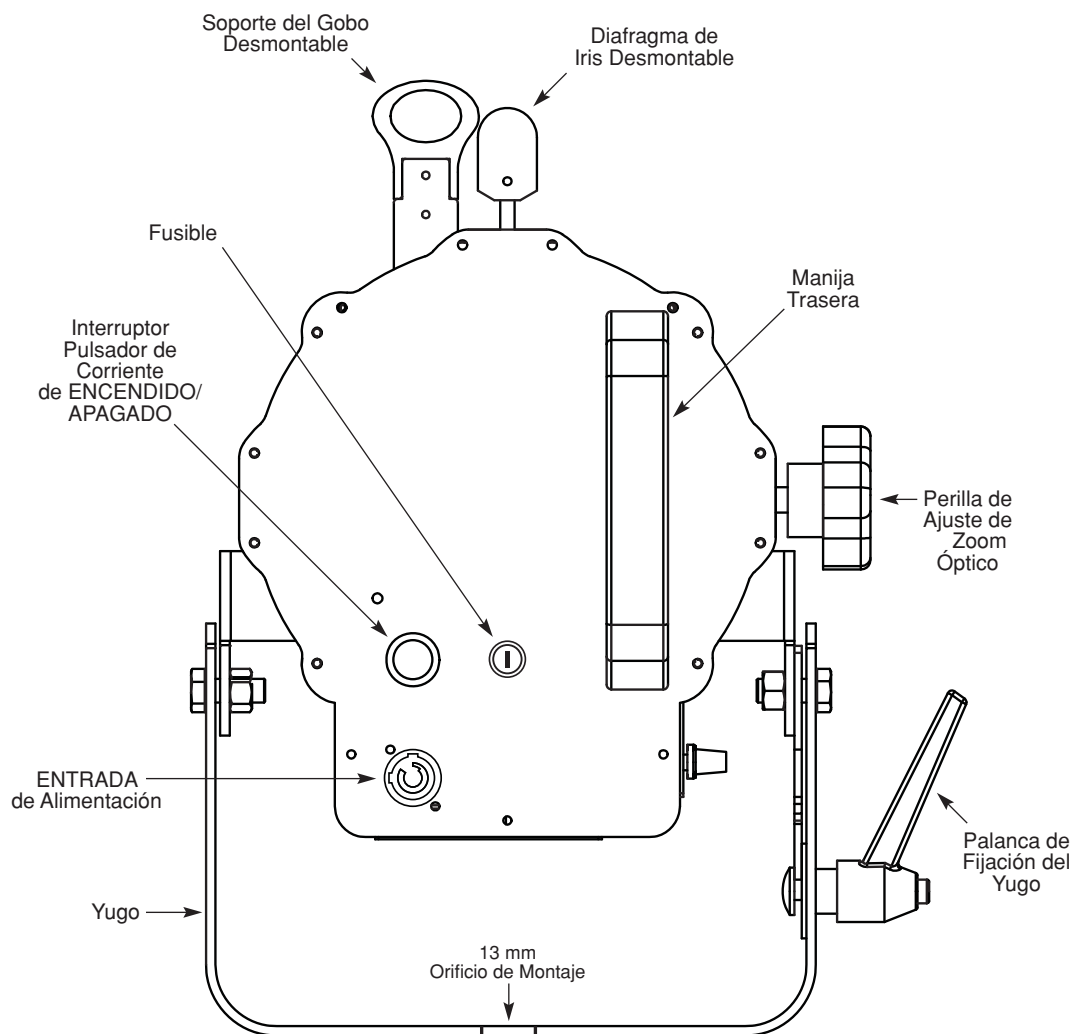 Soporte del Gobo
Desmontable
Diafragma de
Iris Desmontable
Fusible
Manija
Trasera
Interruptor
Pulsador de
Corriente
de ENCENDIDO/
APAGADO
Perilla de
Ajuste de
Zoom
Óptico
ENTRADA
de Alimentación
Palanca de
Fijación del
Yugo
Yugo
13 mm
Orificio de Montaje